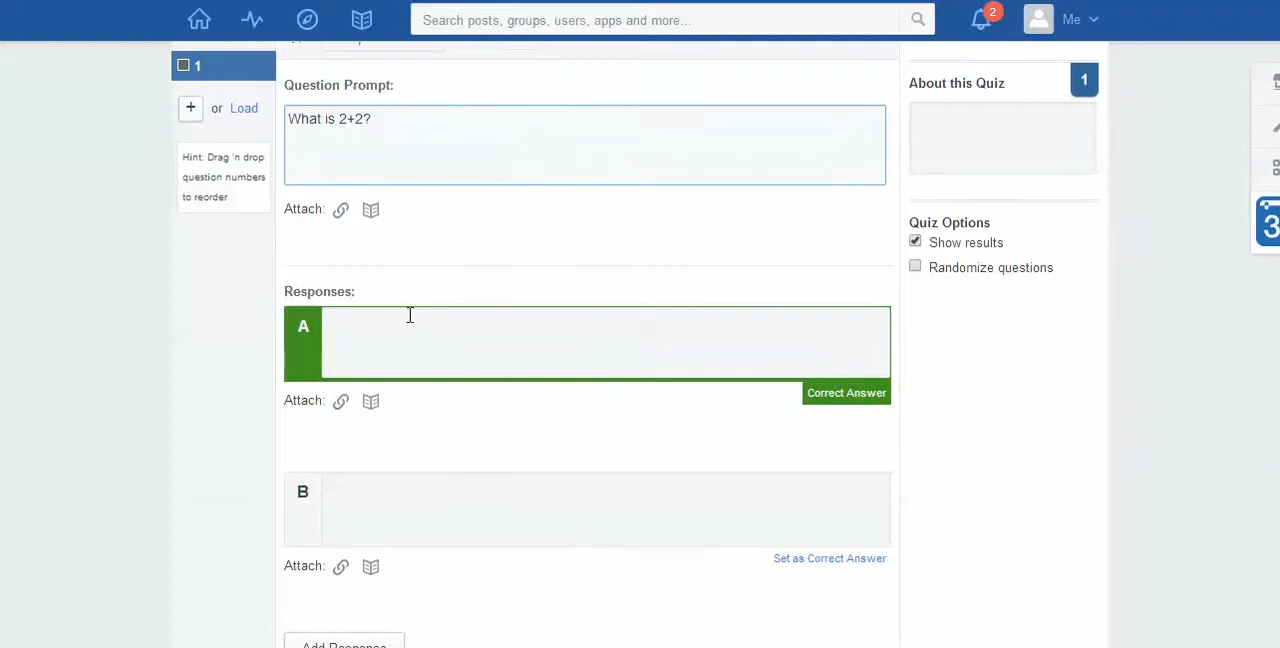 Search posts, groups, users, apps and more...
2
Me
1
+ or Load
Hint: Drag 'n drop
question numbers
to reorder
Question Prompt:
What is 2+2?
Attach:
Responses:
A
Correct Answer
Attach:
B
Set as Correct Answer
Attach:
Add Response
About this Quiz
1
Quiz Options
Show results
Randomize questions
3